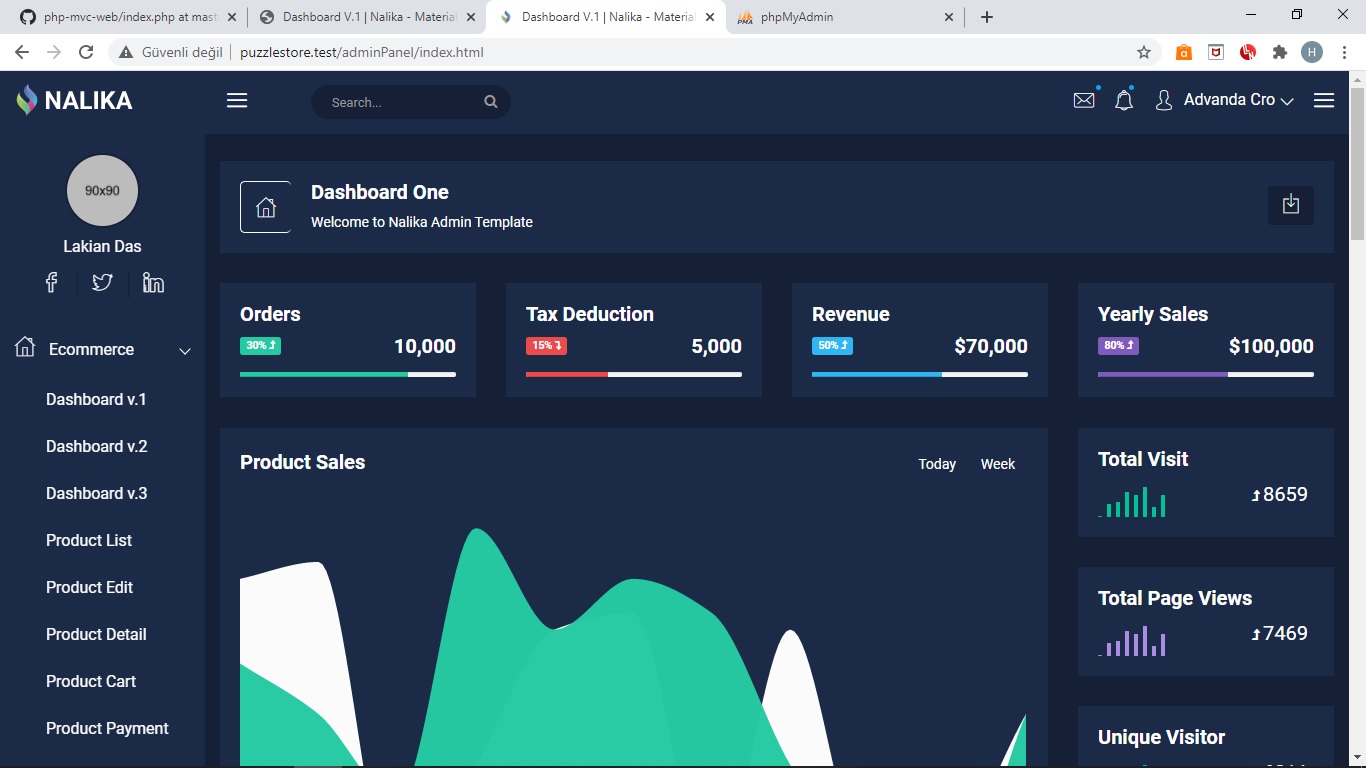 php-mvc-web/index.php at mast
Dashboard V.1 | Nalika - Material
Dashboard V.1 | Nalika - Material
phpMyAdmin
Güvenli değil
puzzlestore.test/adminPanel/index.html
H
NALIKA
Search...
Advanda Cro
90x90
Lakian Das
Ecommerce
Dashboard v.1
Dashboard v.2
Dashboard v.3
Product List
Product Edit
Product Detail
Product Cart
Product Payment
Dashboard One
Welcome to Nalika Admin Template
Orders
30%
10,000
Tax Deduction
15%
5,000
Revenue
50%
$70,000
Yearly Sales
80%
$100,000
Product Sales
Today
Week
Total Visit
8659
Total Page Views
7469
Unique Visitor